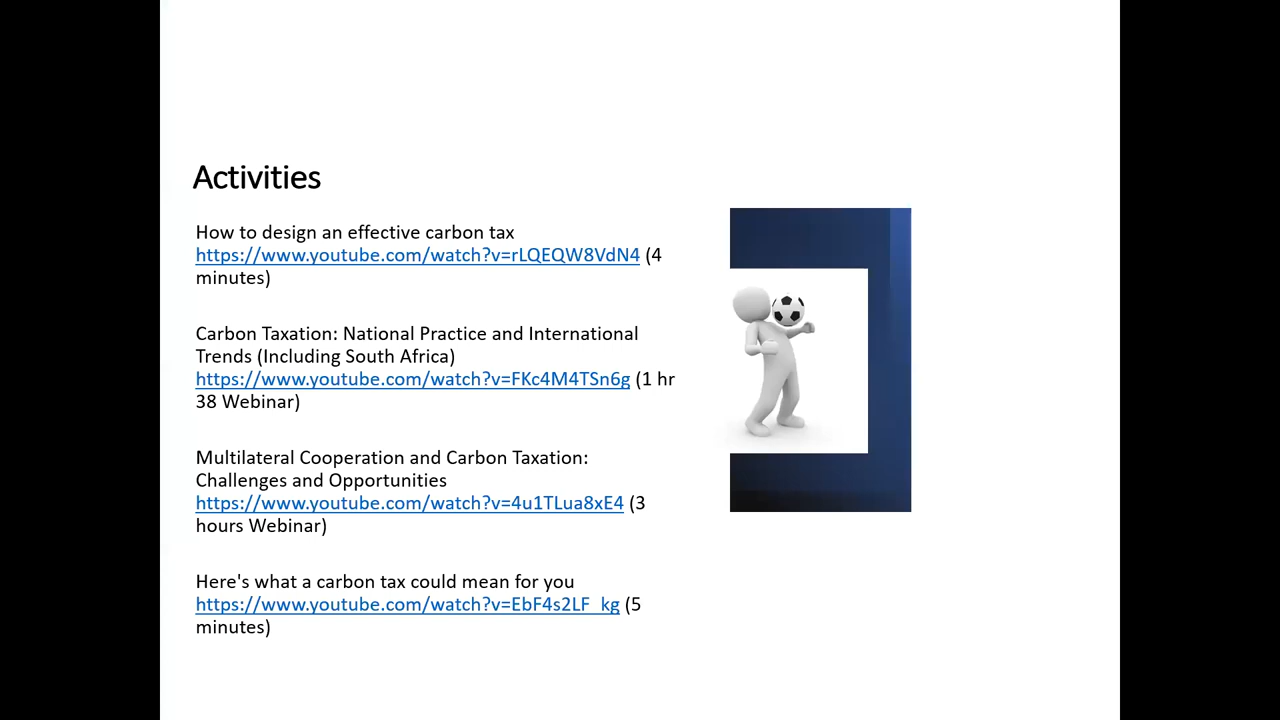 Activities
How to design an effective carbon tax
https://www.youtube.com/watch?v=rLQEQW8VdN4 (4
minutes)
Carbon Taxation: National Practice and International
Trends (Including South Africa)
https://www.youtube.com/watch?v=FKc4M4TSn6g (1 hr
38 Webinar)
Multilateral Cooperation and Carbon Taxation:
Challenges and Opportunities
https://www.youtube.com/watch?v=4u1TLua8xE4 (3
hours Webinar)
Here's what a carbon tax could mean for you
https://www.youtube.com/watch?v=EbF4s2LF_kg (5
minutes)